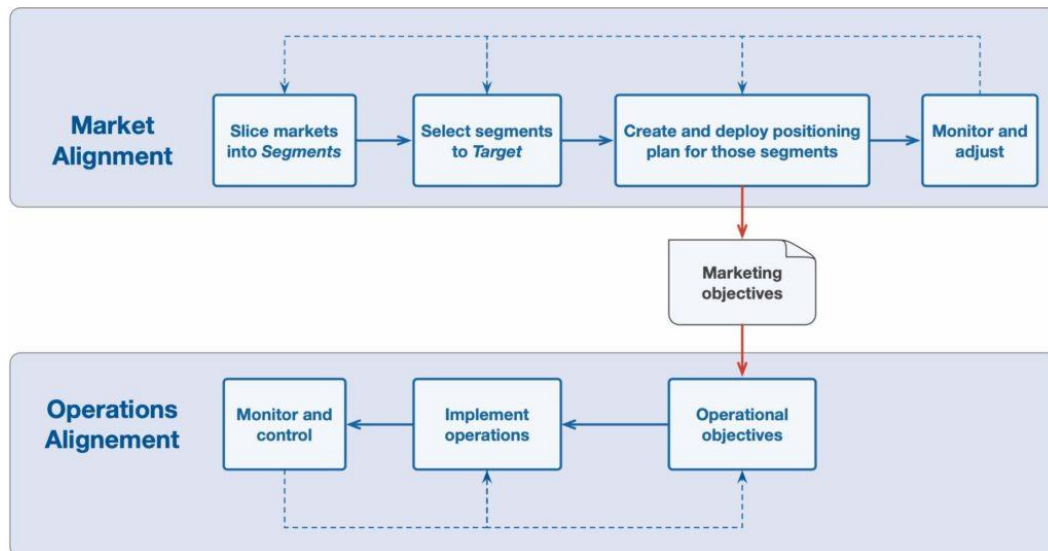 Market
Alignment
Slice markets
into Segments
Select segments
to Target
Create and deploy positioning
plan for those segments
Monitor and
adjust
Marketing
objectives
Operations
Alignement
Monitor and
control
Implement
operations
Operational
objectives